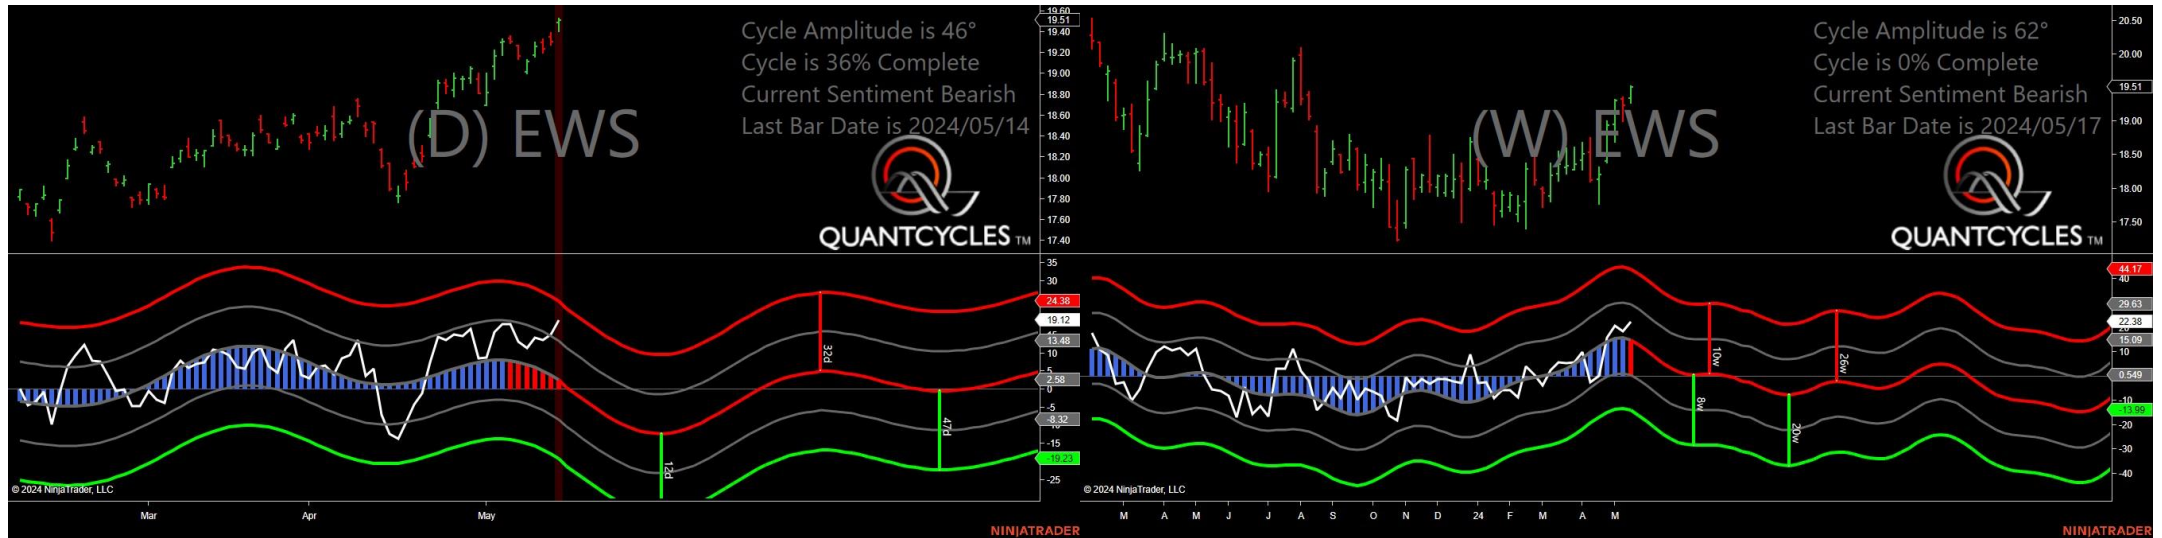 Cycle Amplitude is 46°
Cycle is 36% Complete
Current Sentiment Bearish
Last Bar Date is 2024/05/14
(D) EWS
QUANTCYCLES TM
19.60
19.51
19.40
19.20
19.00
18.80
18.60
18.40
18.20
18.00
17.80
17.60
17.40
35
30
24.38
19.12
13.48
10
5
2.58
0
-5
-8.32
-15
-19.23
-25
32d
47d
12d
© 2024 NinjaTrader, LLC
Mar Apr May
NINJATRADER
Cycle Amplitude is 62°
Cycle is 0% Complete
Current Sentiment Bearish
Last Bar Date is 2024/05/17
(W) EWS
QUANTCYCLES TM
20.50
20.00
19.51
19.00
18.50
18.00
17.50
44.17
40
29.63
22.38
20
15.09
10
0.549
-10
-13.99
-20
-30
-40
10w
26w
8w
20w
© 2024 NinjaTrader, LLC
M A M J J A S O N D 24 F M A M
NINJATRADER